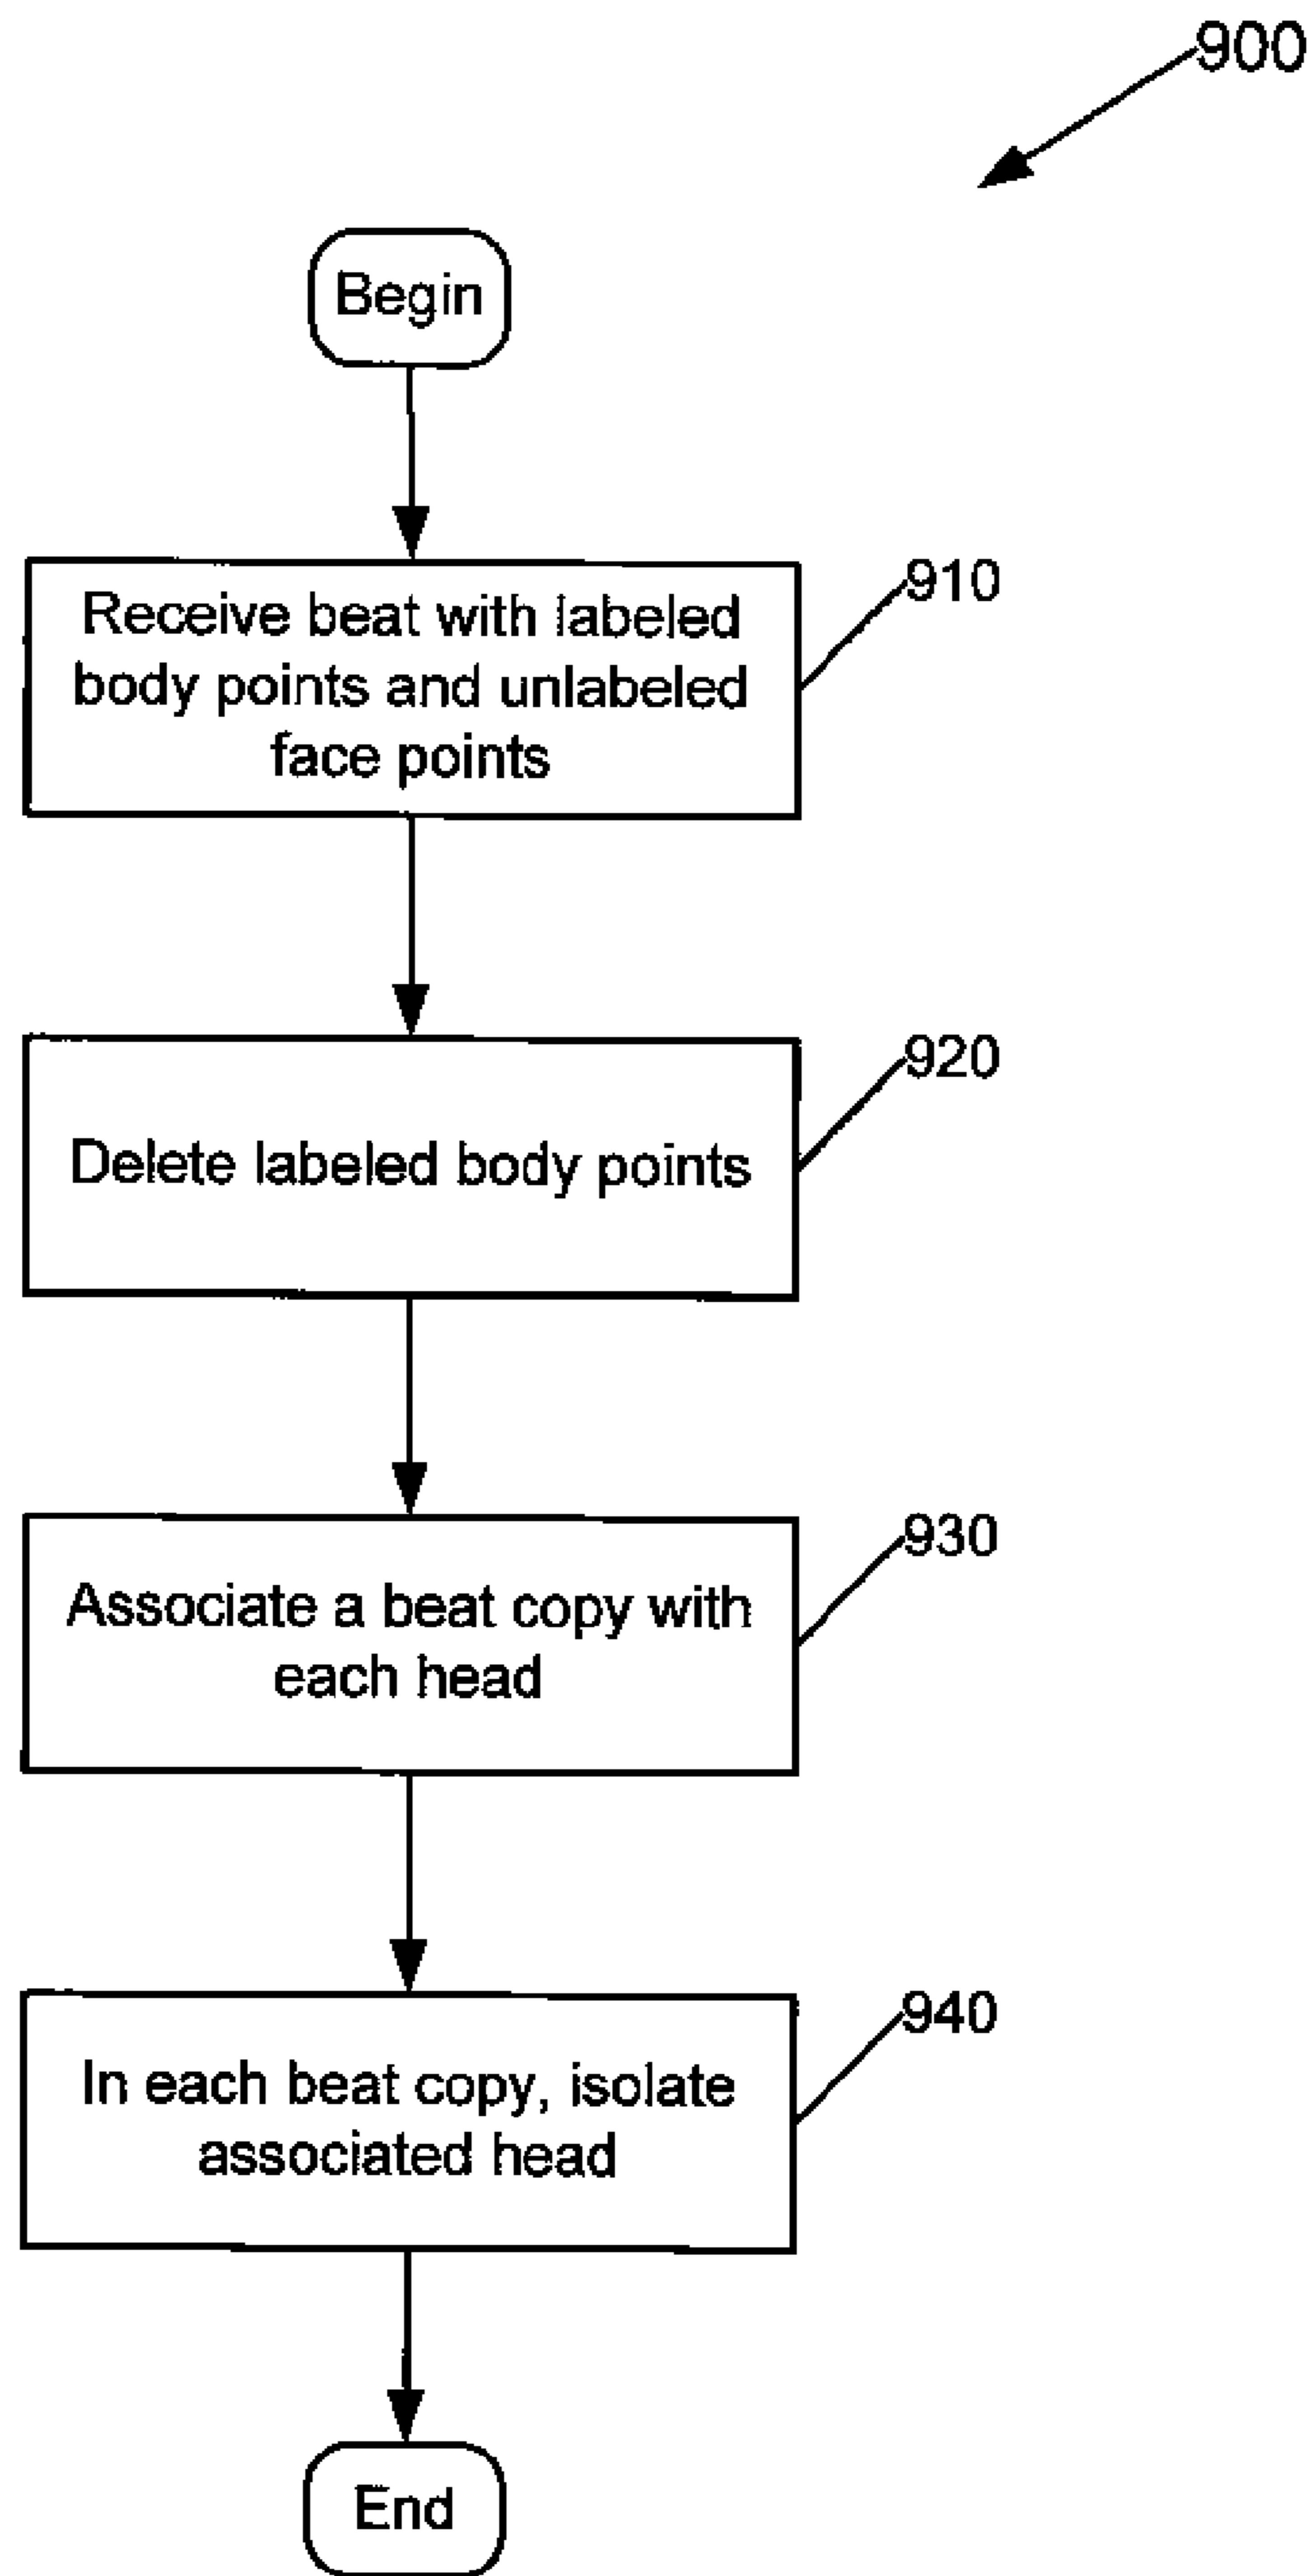 900
Begin
Receive beat with labeled
body points and unlabeled
face points
910
Delete labeled body points
920
Associate a beat copy with
each head
930
In each beat copy, isolate
associated head
940
End